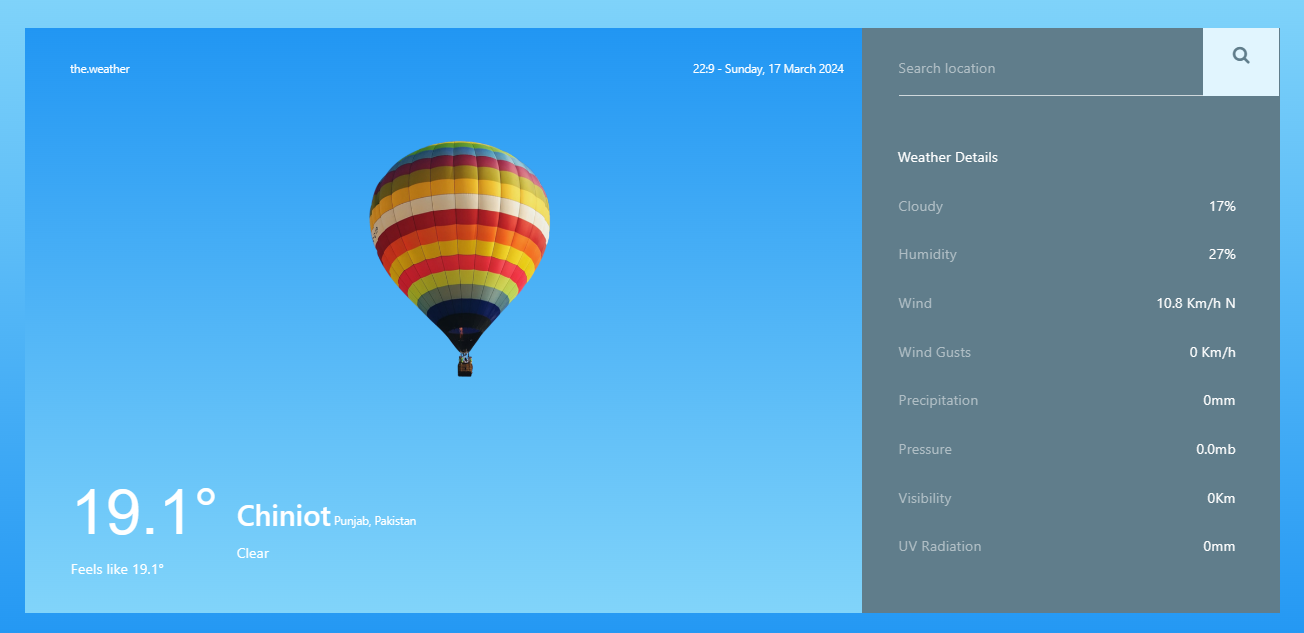 the.weather
22:9 - Sunday, 17 March 2024
19.1°
Chiniot Punjab, Pakistan
Clear
Feels like 19.1°
Search location
Weather Details
Cloudy 17%
Humidity 27%
Wind 10.8 Km/h N
Wind Gusts 0 Km/h
Precipitation 0mm
Pressure 0.0mb
Visibility 0Km
UV Radiation 0mm